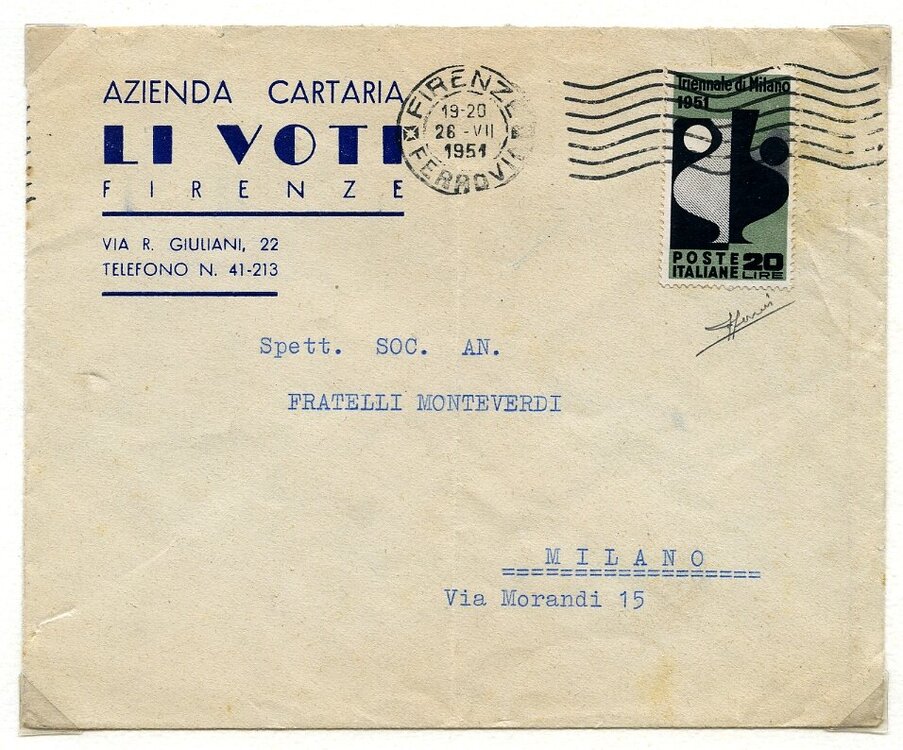 AZIENDA CARTARIA
LI VOTI
FIRENZE
VIA R. GIULIANI, 22
TELEFONO N. 41-213
FIRENZE
19-20
26-VII
1951
FERROVIA
Triennale di Milano
1951
POSTE
ITALIANE
20
LIRE
Spett. SOC. AN.
FRATELLI MONTEVERDI
MILANO
Via Morandi 15